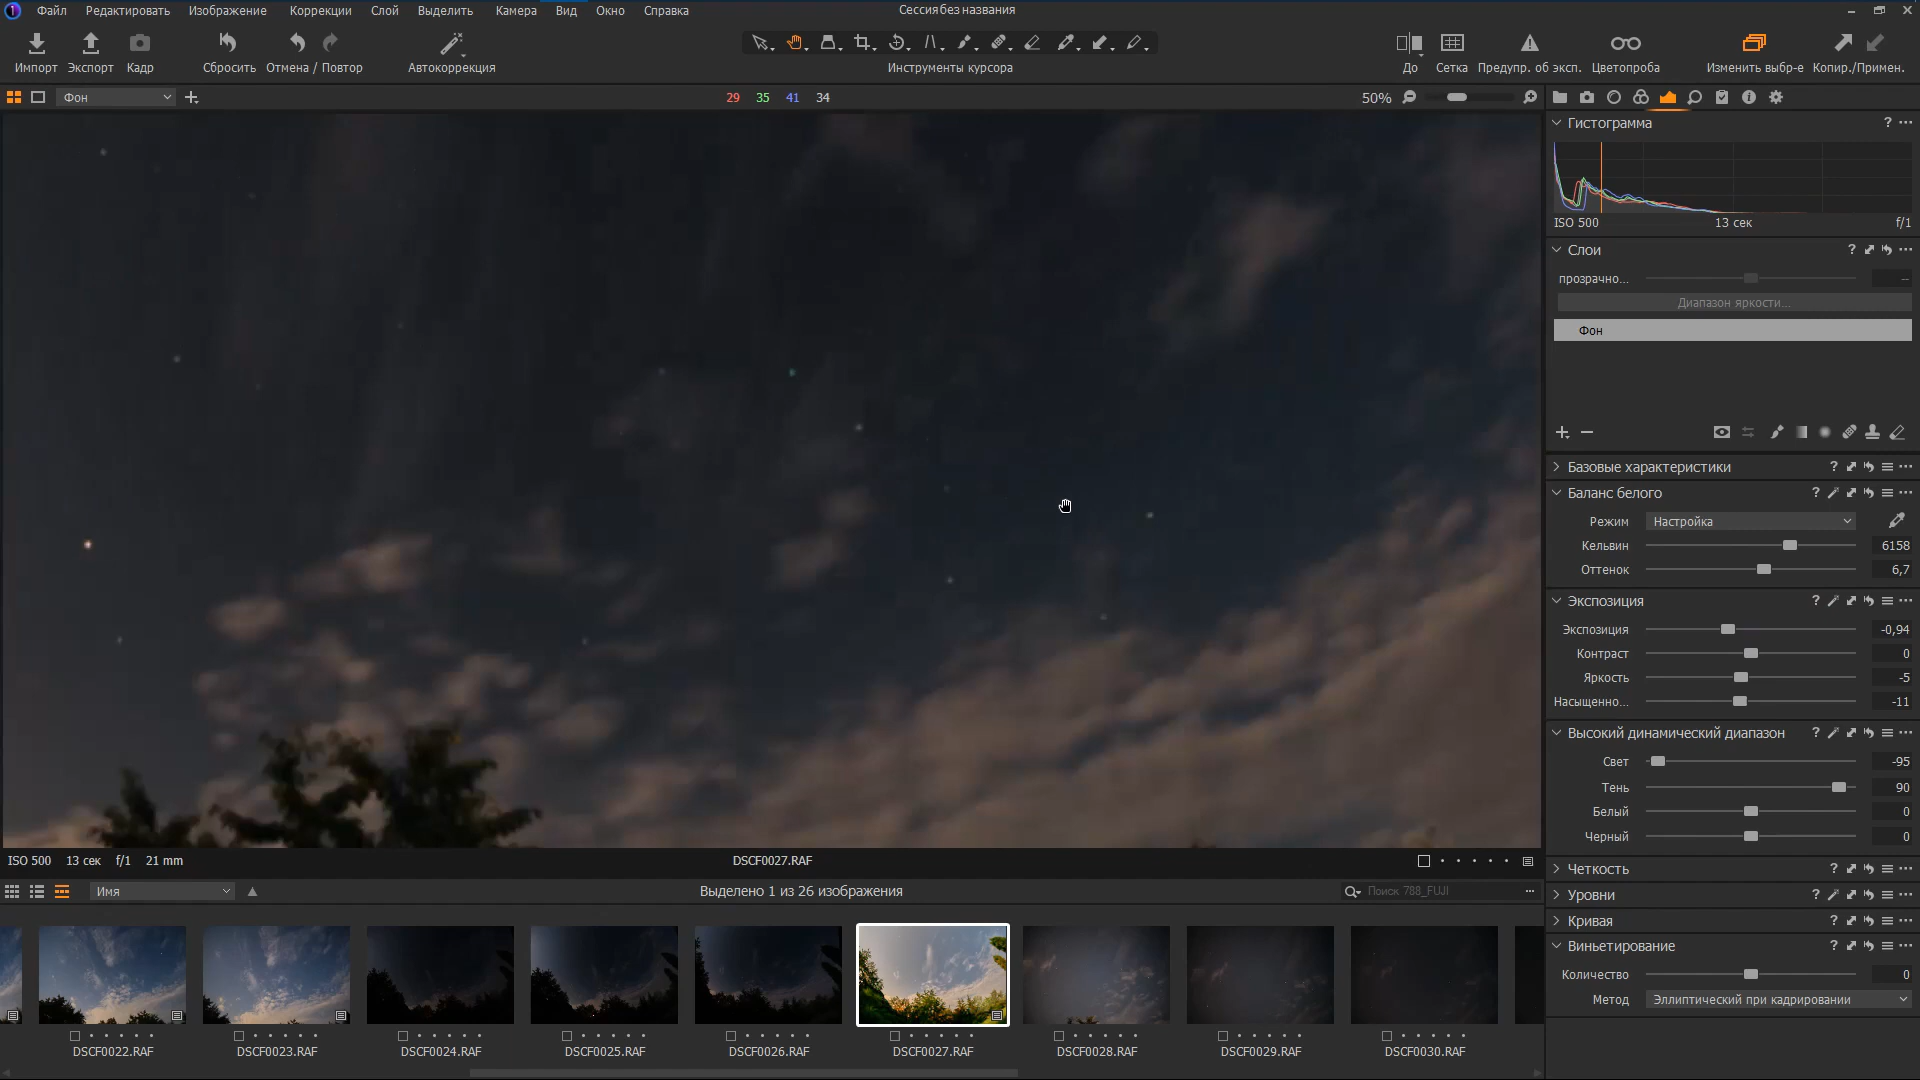 Файл Редактировать Изображение Коррекции Слой Выделить Камера Вид Окно Справка
Сессия без названия
Импорт Экспорт Кадр Сбросить Отмена / Повтор Автокоррекция Инструменты курсора До Сетка Предупр. об эксп. Цветопроба Изменить выбр-е Копир./Примен.
Фон 29 35 41 34 50%
Гистограмма
ISO 500 13 сек f/1
Слои
прозрачно... --
Диапазон яркости...
Фон
Базовые характеристики
Баланс белого
Режим Настройка
Кельвин 6158
Оттенок 6,7
Экспозиция
Экспозиция -0,94
Контраст 0
Яркость -5
Насыщенно... -11
Высокий динамический диапазон
Свет -95
Тень 90
Белый 0
Черный 0
Четкость
Уровни
Кривая
Виньетирование
Количество 0
Метод Эллиптический при кадрировании
ISO 500 13 сек f/1 21 mm DSCF0027.RAF
Имя Выделено 1 из 26 изображения Поиск 788_FUJI
DSCF0022.RAF DSCF0023.RAF DSCF0024.RAF DSCF0025.RAF DSCF0026.RAF DSCF0027.RAF DSCF0028.RAF DSCF0029.RAF DSCF0030.RAF